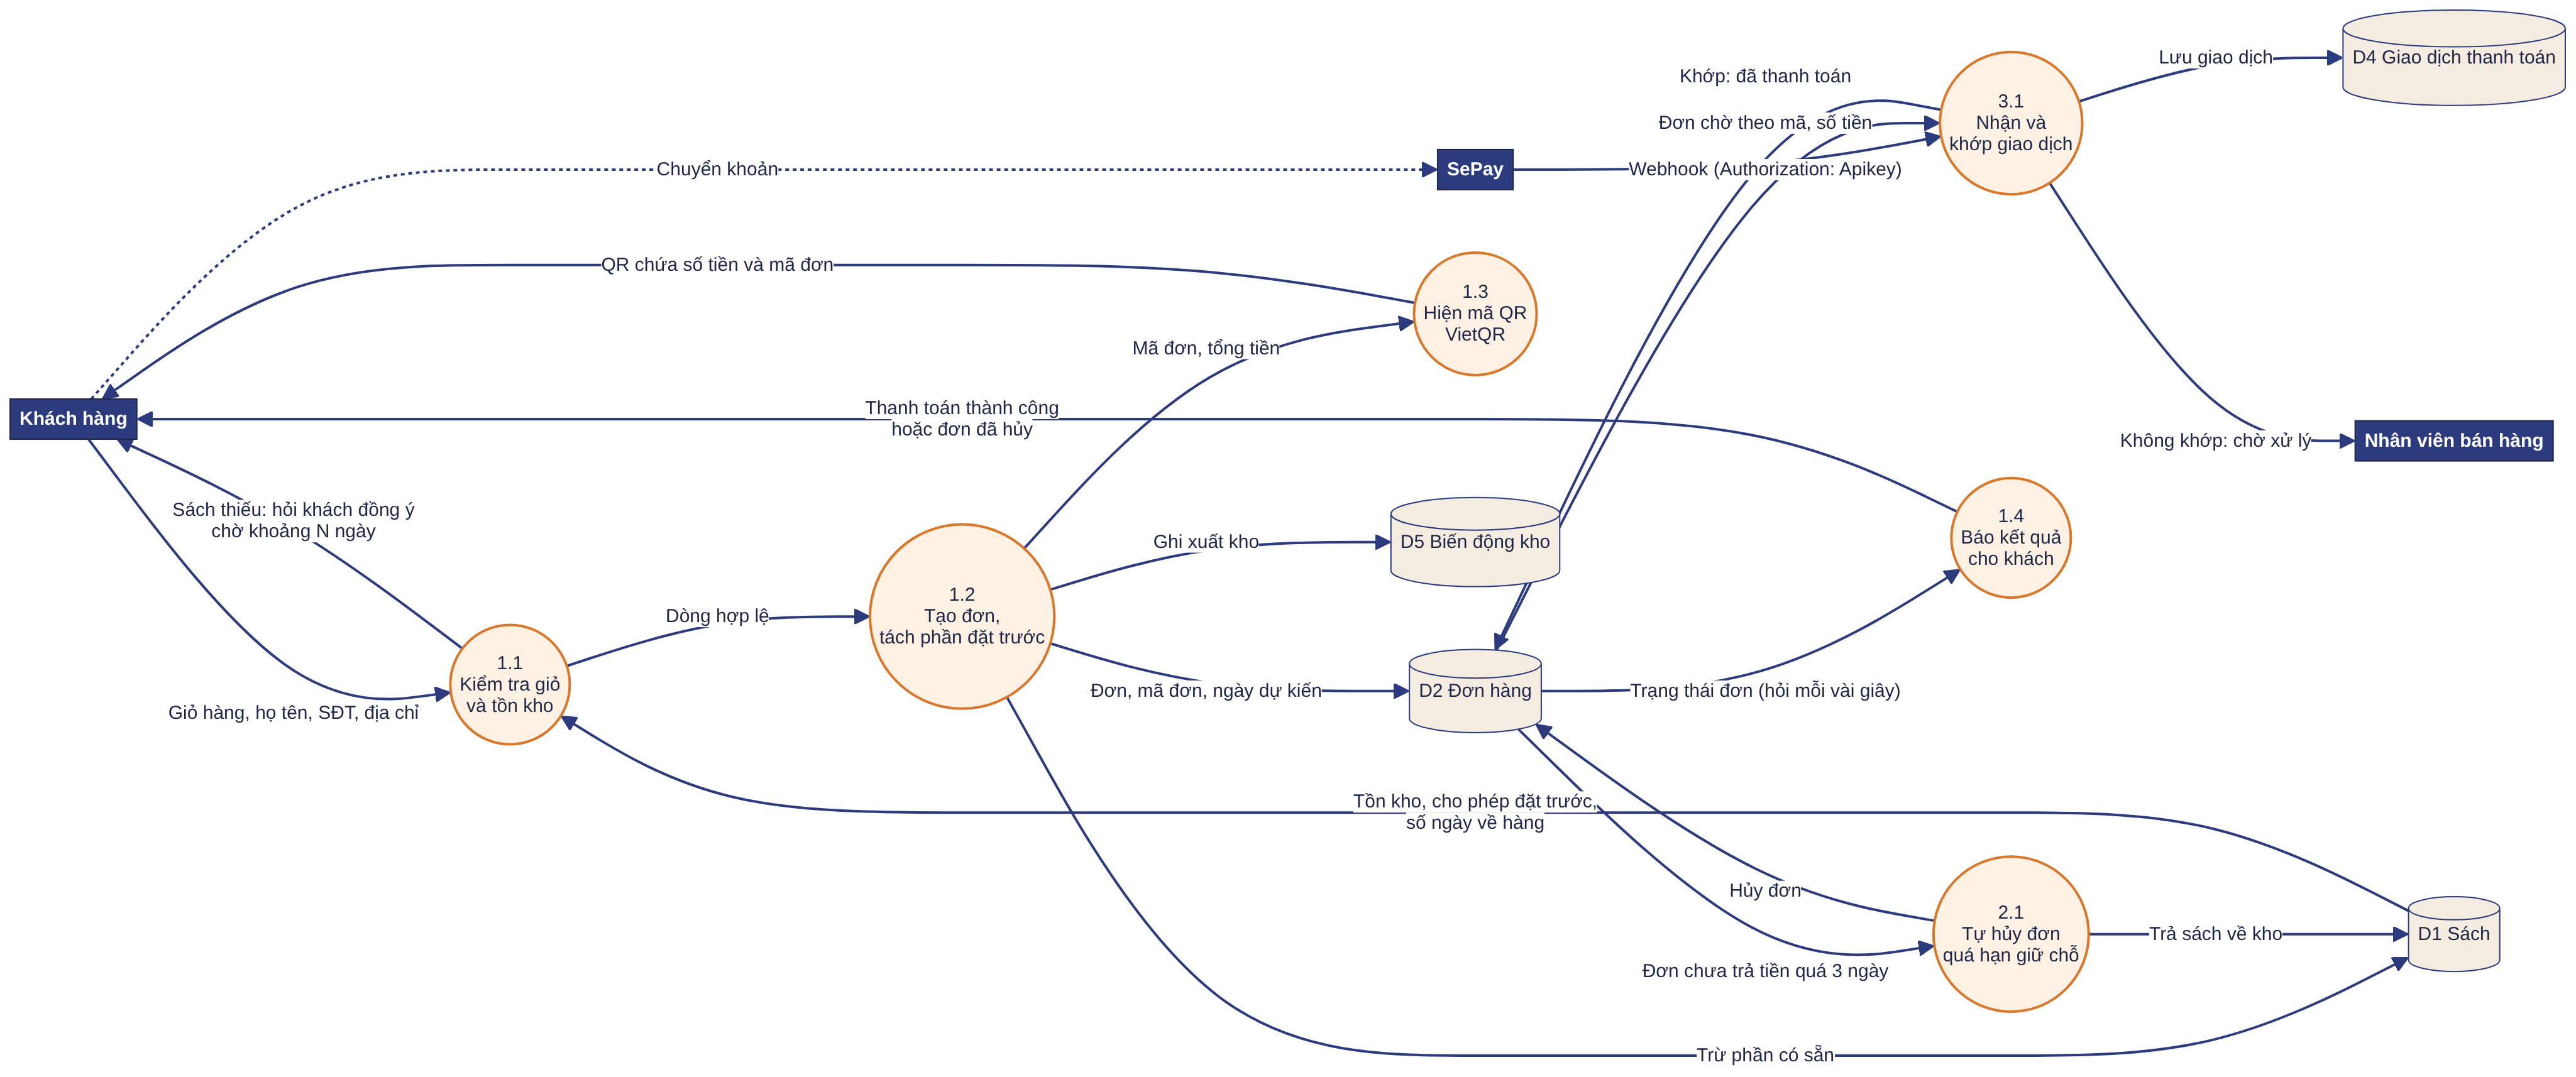 D4 Giao dịch thanh toán
Lưu giao dịch
Khớp: đã thanh toán
3.1
Nhận và
khớp giao dịch
Đơn chờ theo mã, số tiền
Chuyển khoản
SePay
Webhook (Authorization: Apikey)
QR chứa số tiền và mã đơn
1.3
Hiện mã QR
VietQR
Mã đơn, tổng tiền
Khách hàng
Thanh toán thành công
hoặc đơn đã hủy
Không khớp: chờ xử lý
Nhân viên bán hàng
Sách thiếu: hỏi khách đồng ý
chờ khoảng N ngày
1.4
Báo kết quả
cho khách
Ghi xuất kho
D5 Biến động kho
1.2
Tạo đơn,
tách phần đặt trước
Dòng hợp lệ
1.1
Kiểm tra giỏ
và tồn kho
Giỏ hàng, họ tên, SĐT, địa chỉ
Đơn, mã đơn, ngày dự kiến
D2 Đơn hàng
Trạng thái đơn (hỏi mỗi vài giây)
Tồn kho, cho phép đặt trước,
số ngày về hàng
Hủy đơn
2.1
Tự hủy đơn
quá hạn giữ chỗ
Trả sách về kho
D1 Sách
Đơn chưa trả tiền quá 3 ngày
Trừ phần có sẵn